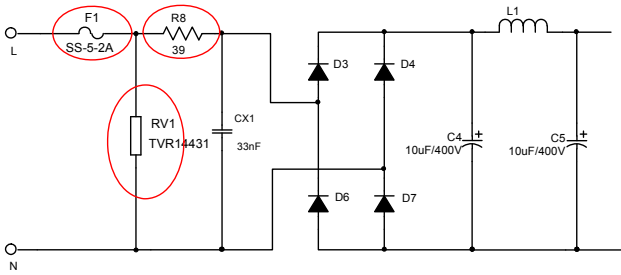 F1
SS-5-2A
R8
39
L
L1
D3
D4
RV1
TVR14431
CX1
33nF
C4
+
10uF/400V
C5
+
10uF/400V
D6
D7
N